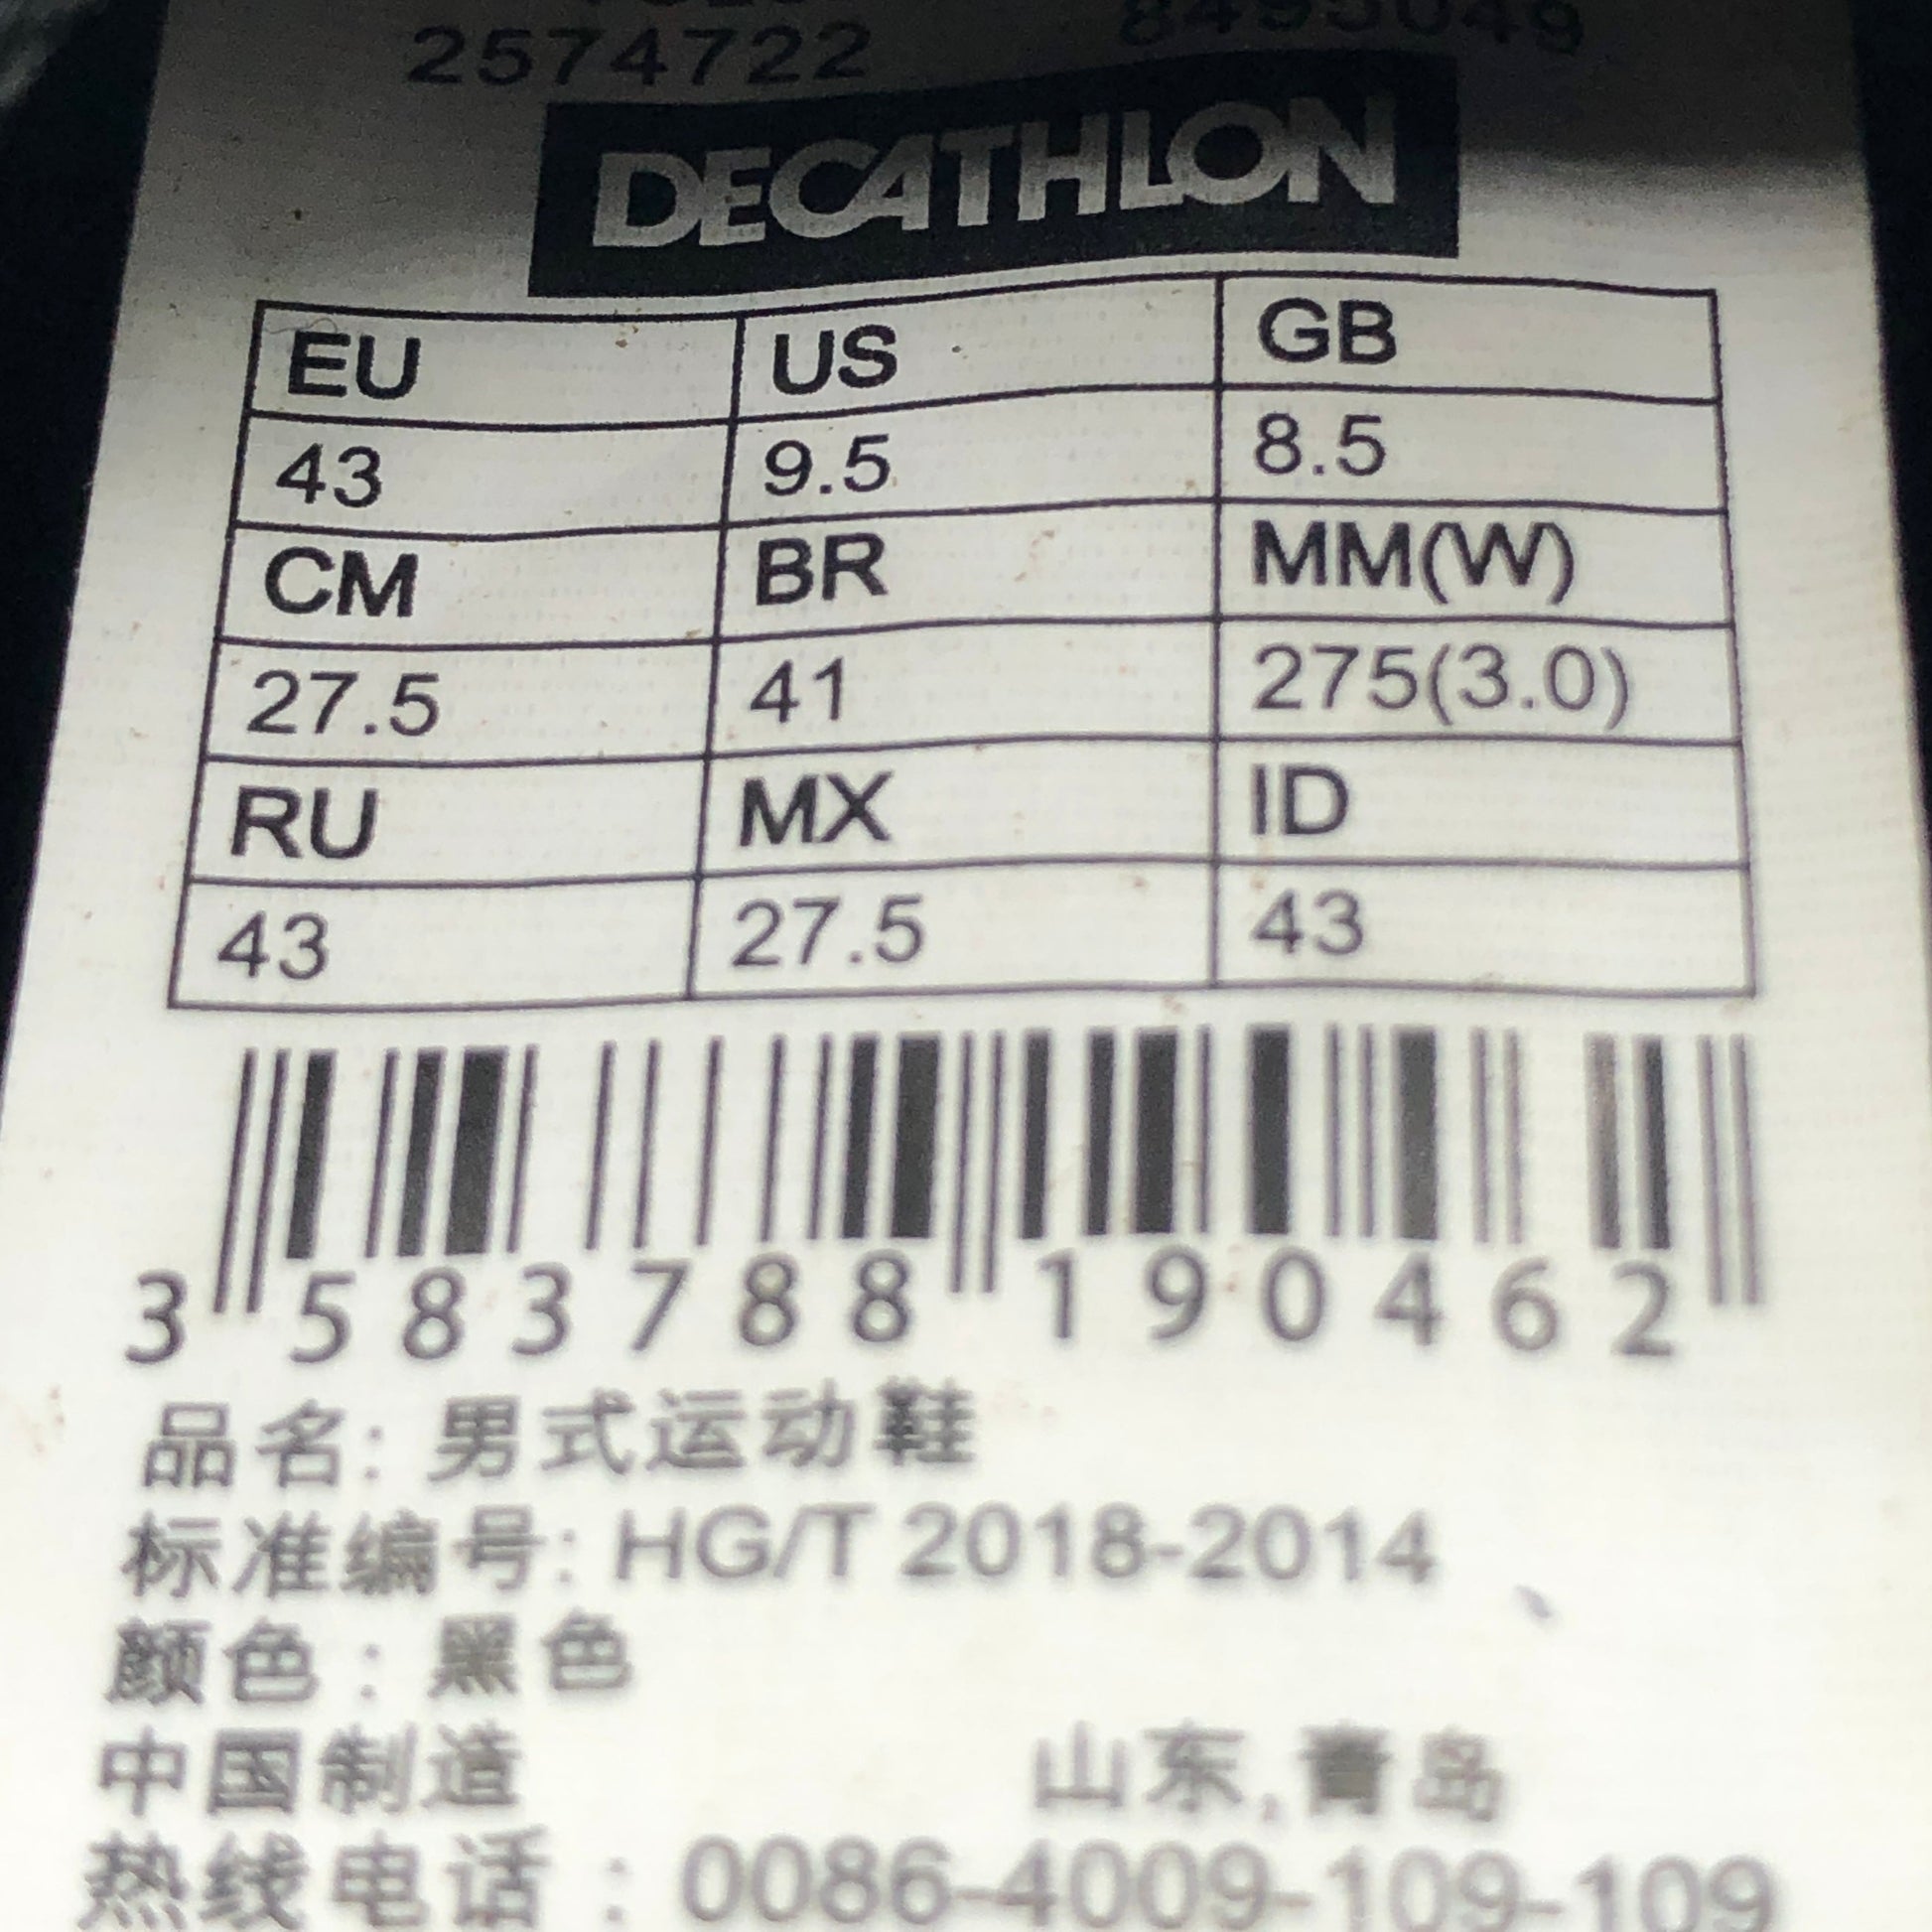 2574722 8495049
DECATHLON
EU US GB
43 9.5 8.5
CM BR MM(W)
27.5 41 275(3.0)
RU MX ID
43 27.5 43
3 583788 190462
品名: 男式运动鞋
标准编号: HG/T 2018-2014
颜色: 黑色
中国制造 山东,青岛
热线电话: 0086-4009-109-109